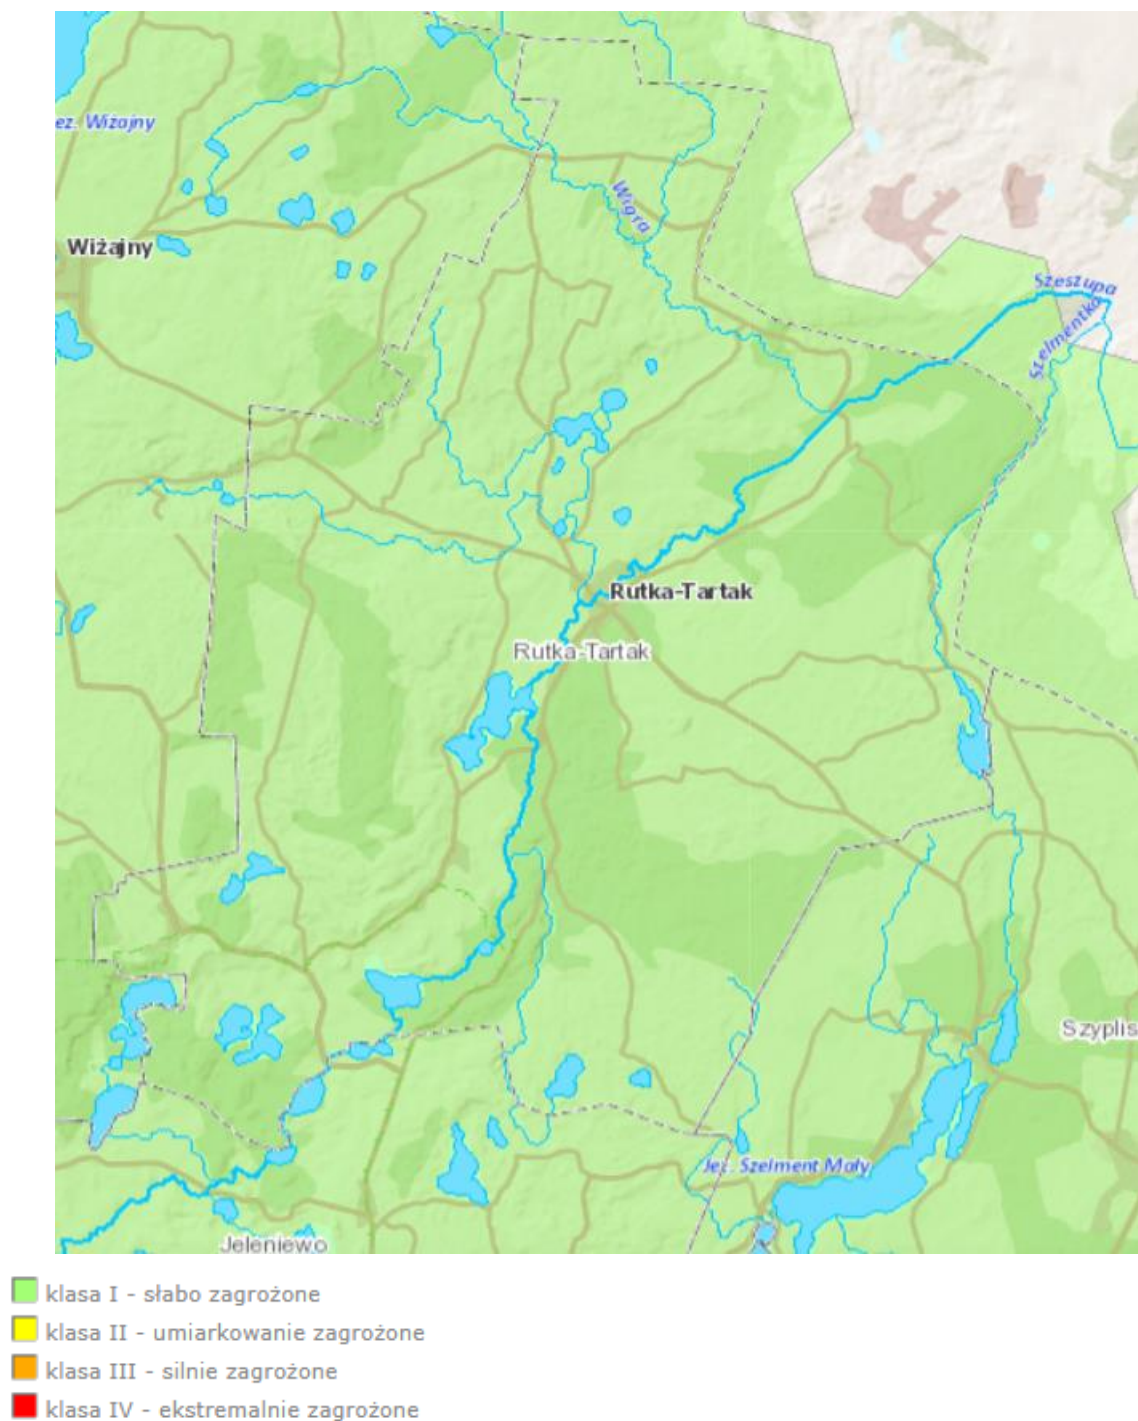 ez. Wiżajny
Wigra
Wiżajny
Szeszupa
Szelmentka
Rutka-Tartak
Rutka-Tartak
Szyplis
Jez. Szelment Mały
Jeleniewo
klasa I - słabo zagrożone
klasa II - umiarkowanie zagrożone
klasa III - silnie zagrożone
klasa IV - ekstremalnie zagrożone